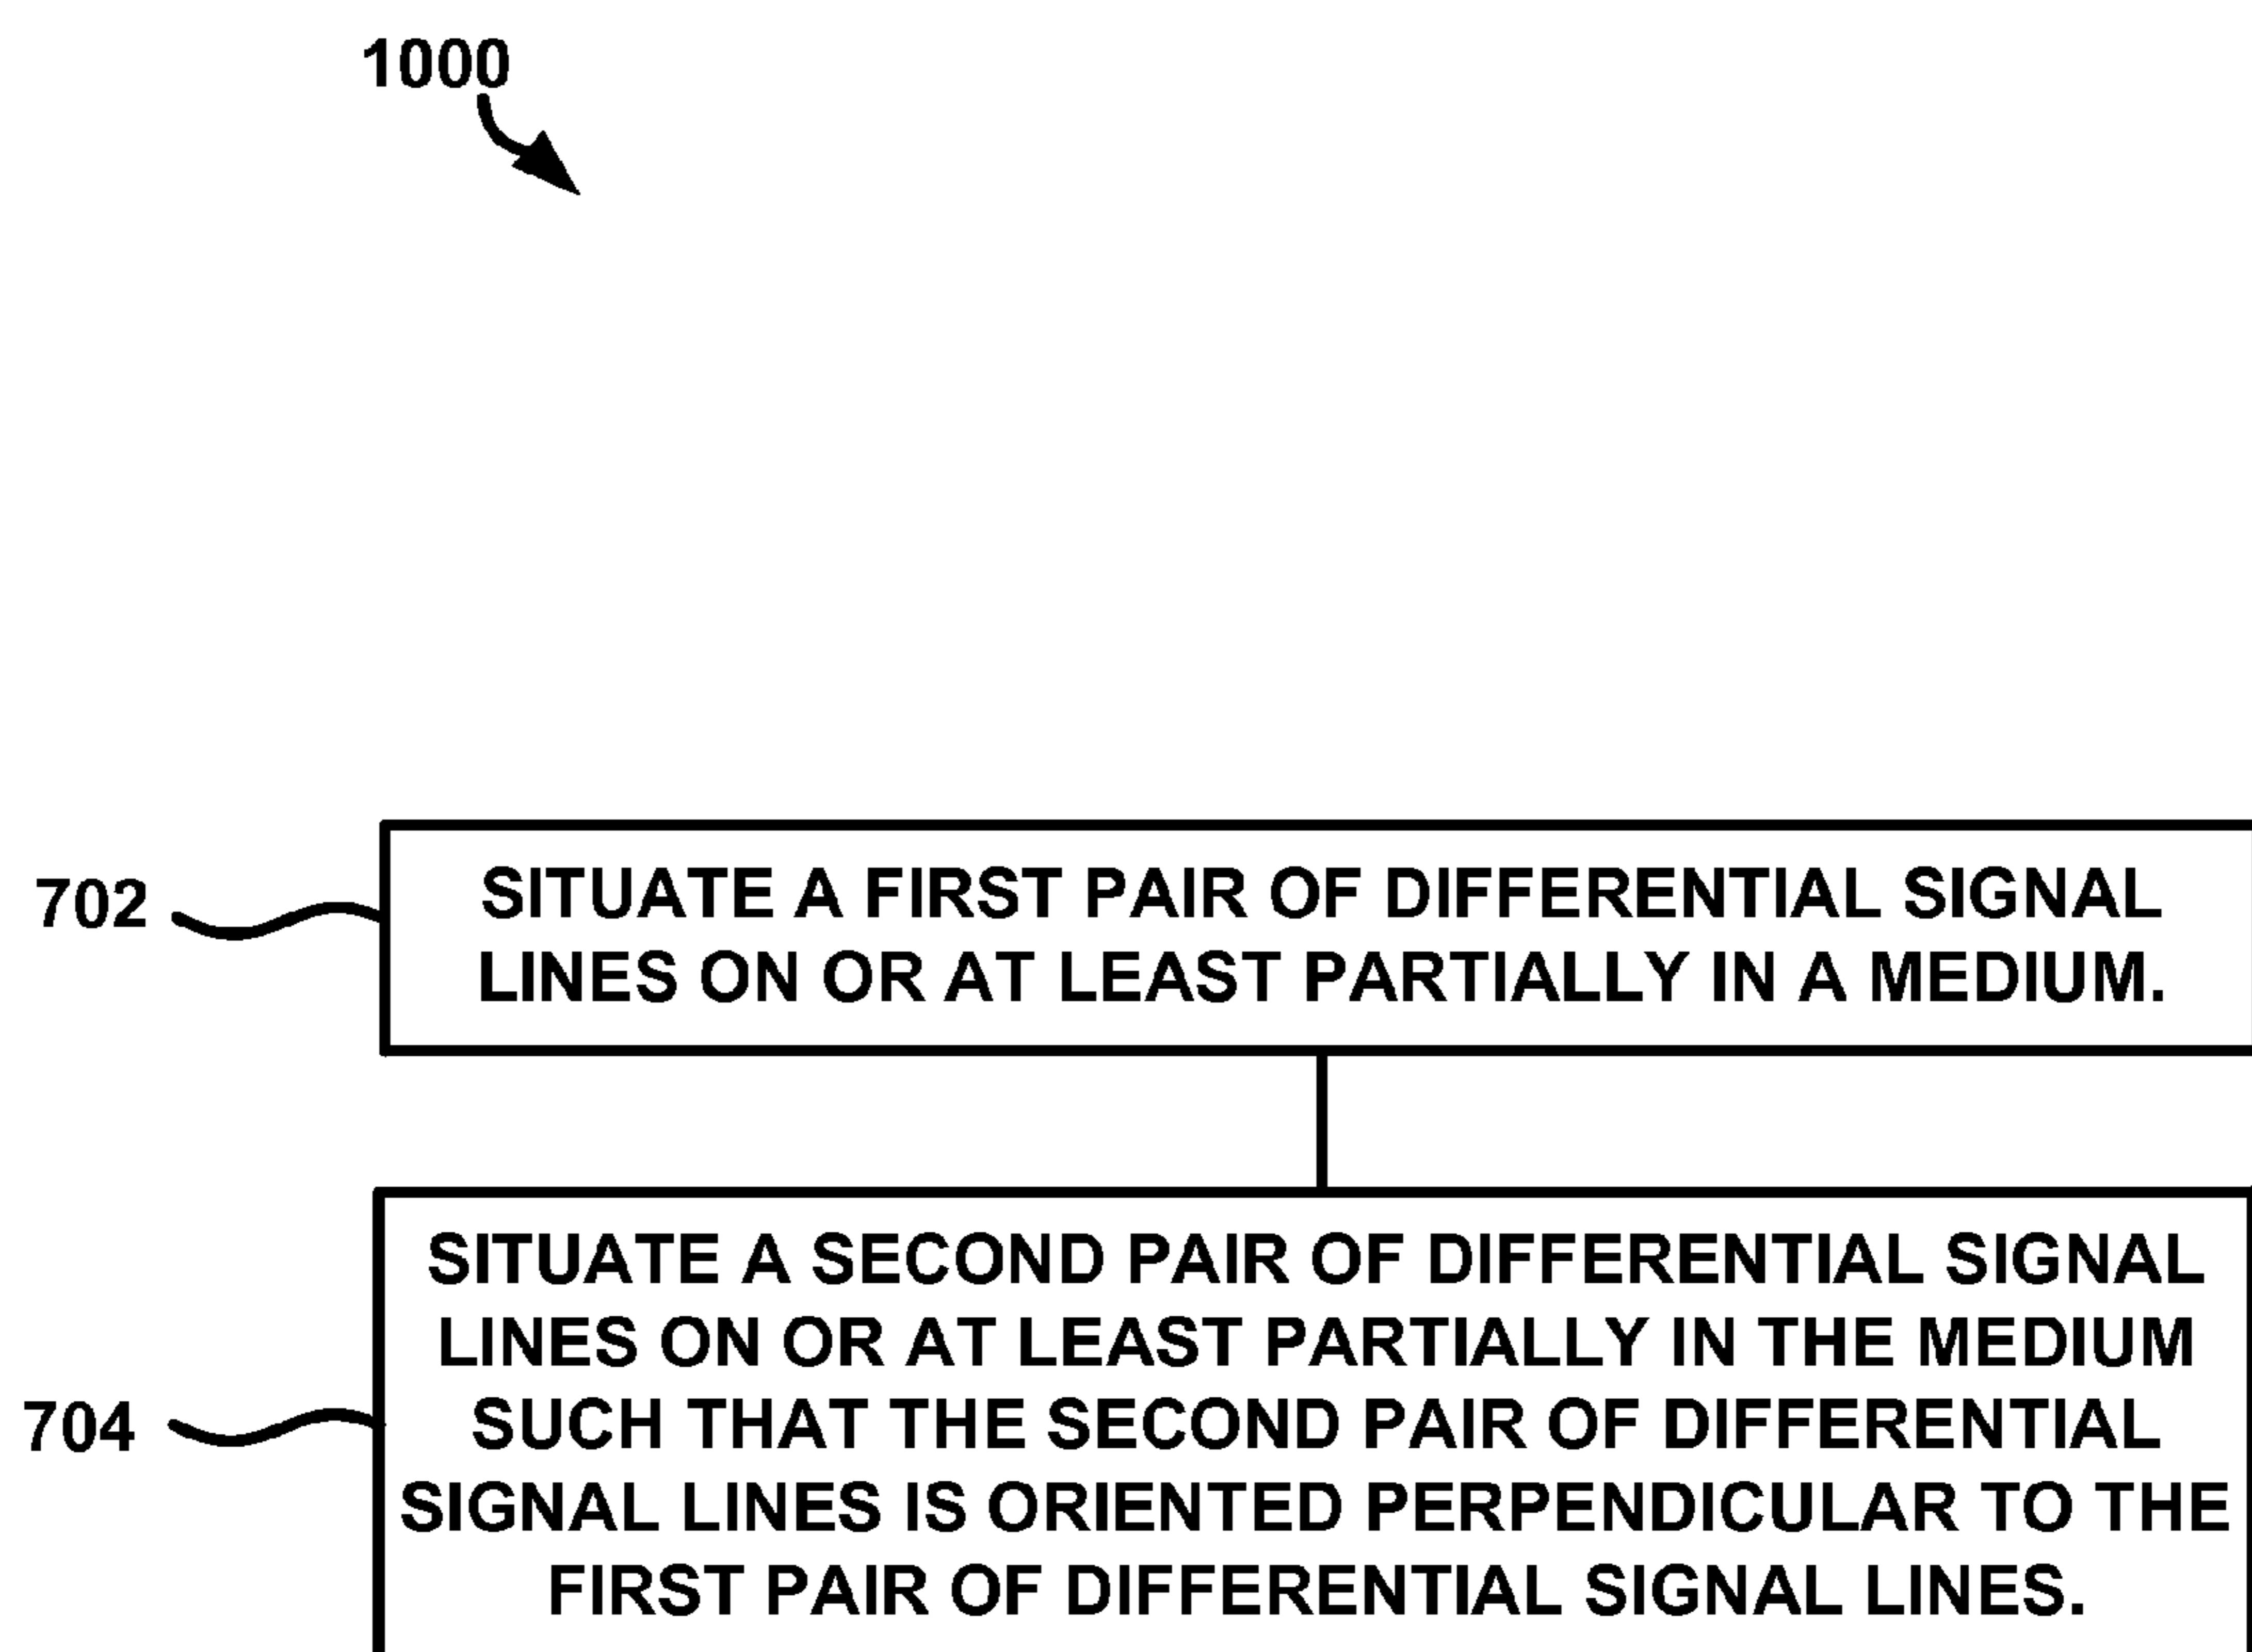 1000
702
SITUATE A FIRST PAIR OF DIFFERENTIAL SIGNAL
LINES ON OR AT LEAST PARTIALLY IN A MEDIUM.
704
SITUATE A SECOND PAIR OF DIFFERENTIAL SIGNAL
LINES ON OR AT LEAST PARTIALLY IN THE MEDIUM
SUCH THAT THE SECOND PAIR OF DIFFERENTIAL
SIGNAL LINES IS ORIENTED PERPENDICULAR TO THE
FIRST PAIR OF DIFFERENTIAL SIGNAL LINES.